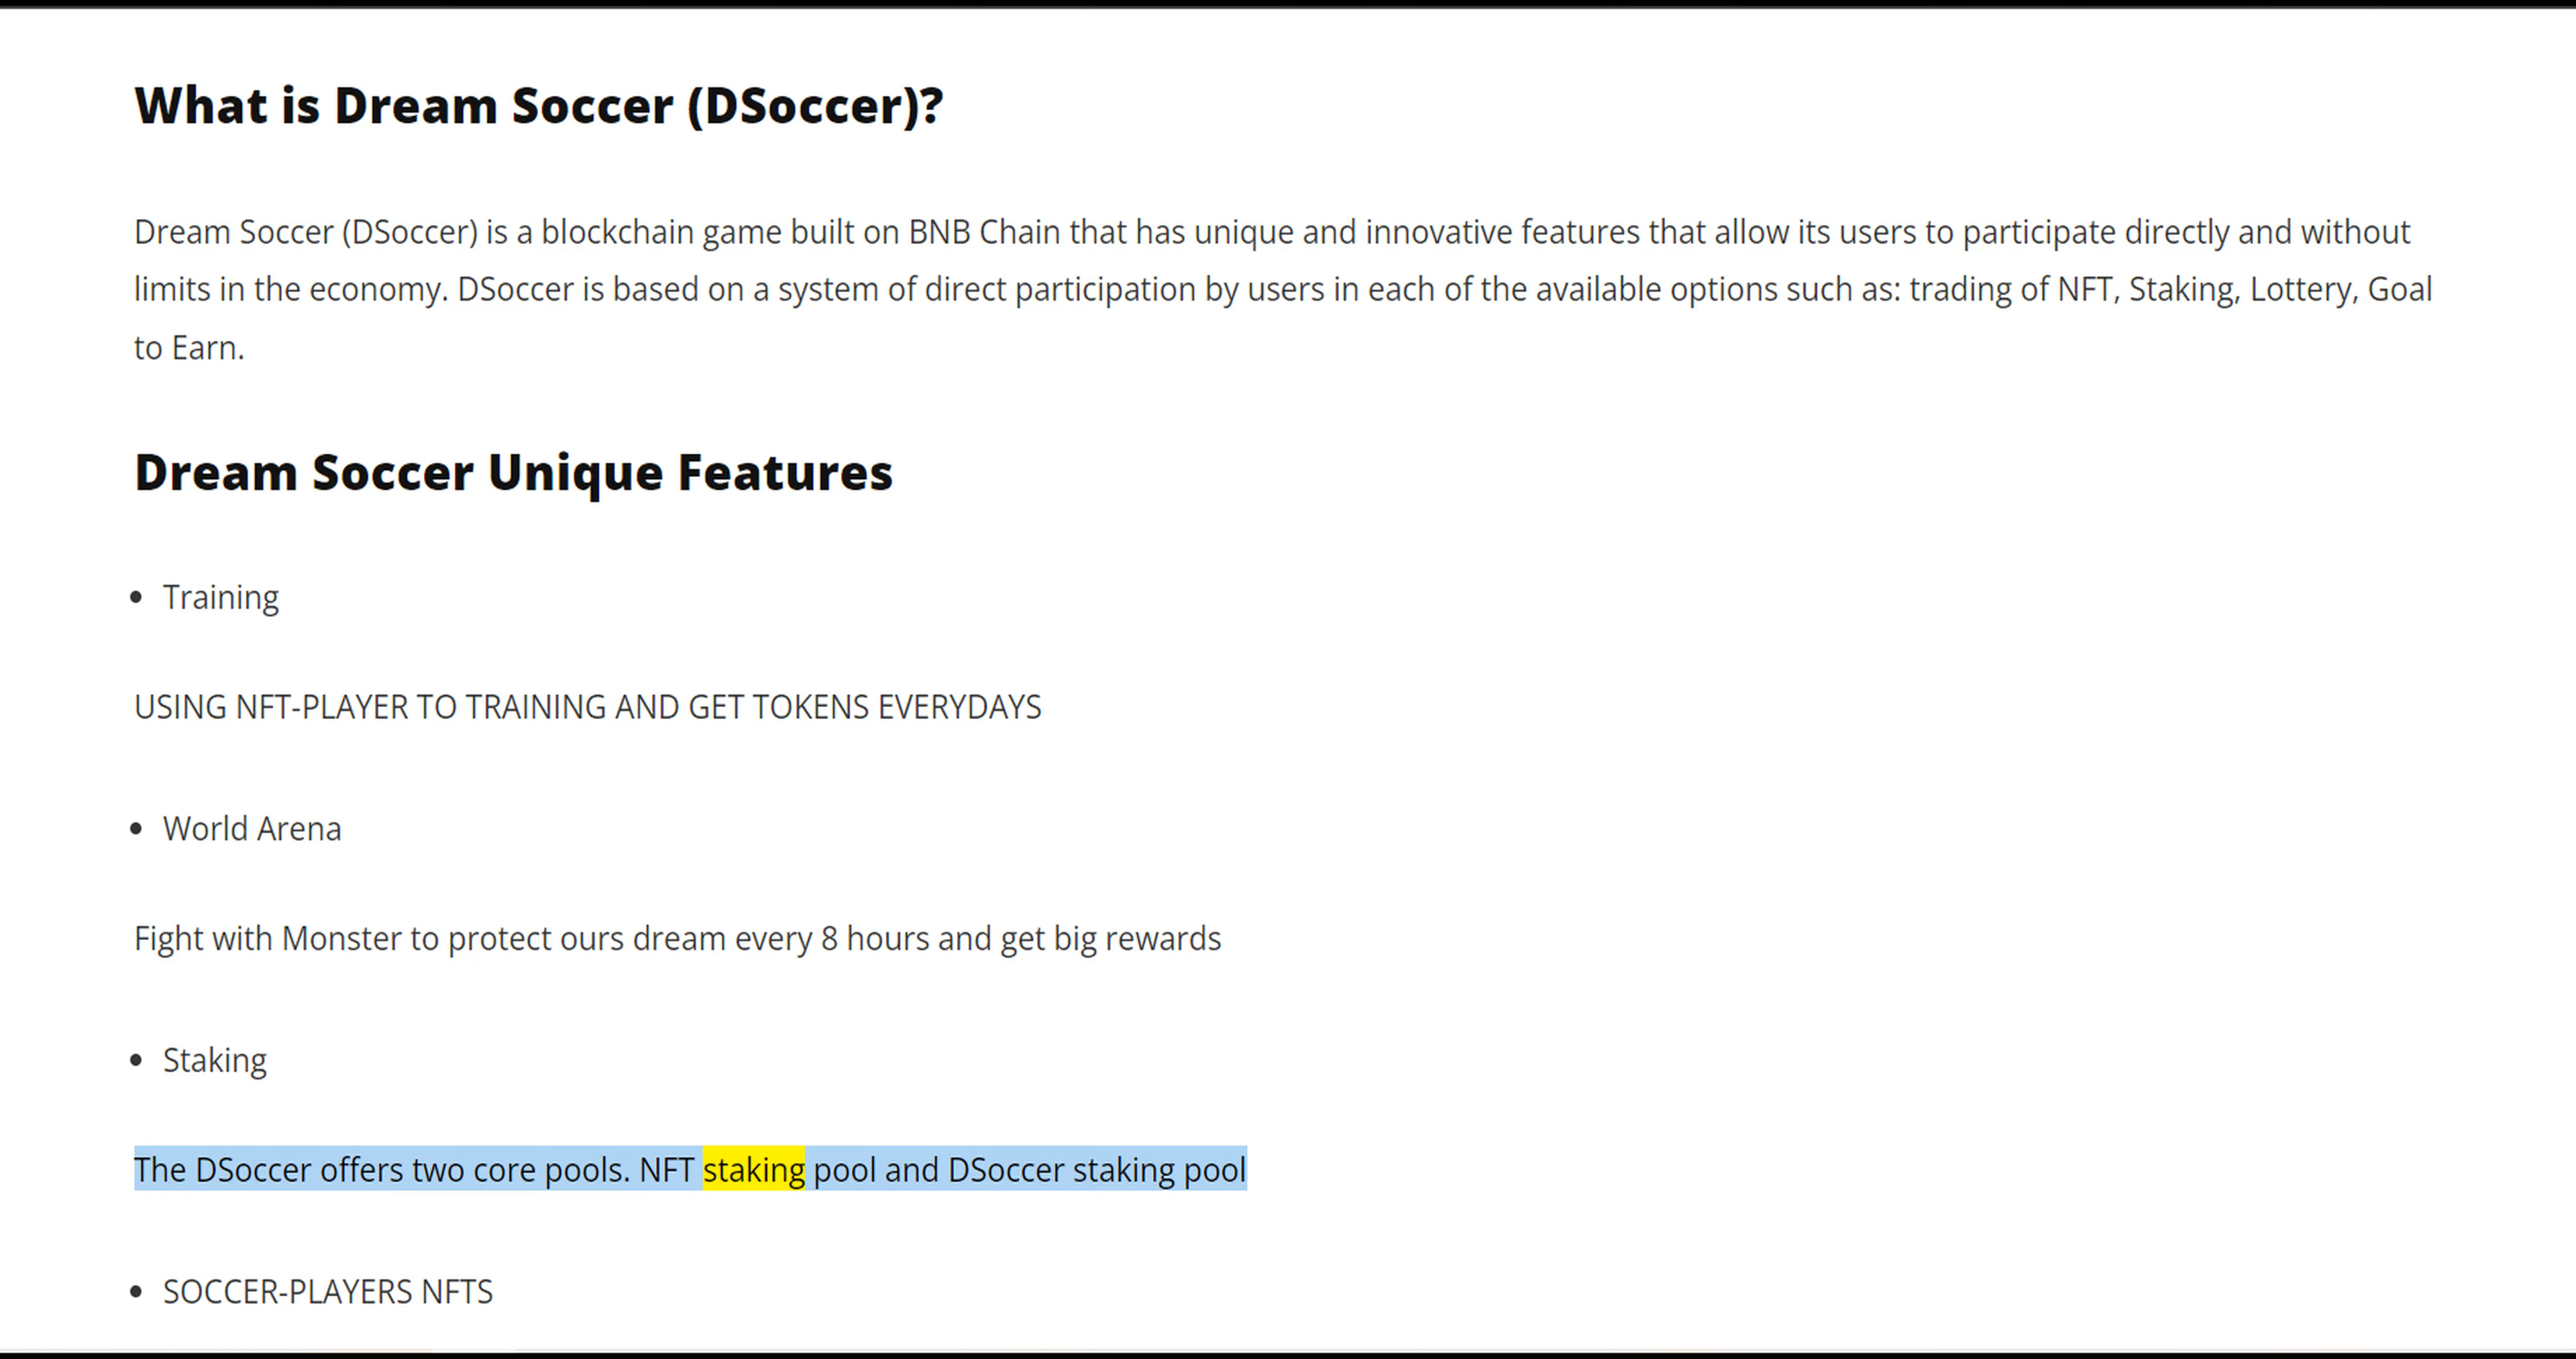 What is Dream Soccer (DSoccer)?
Dream Soccer (DSoccer) is a blockchain game built on BNB Chain that has unique and innovative features that allow its users to participate directly and without
limits in the economy. DSoccer is based on a system of direct participation by users in each of the available options such as: trading of NFT, Staking, Lottery, Goal
to Earn.
Dream Soccer Unique Features
• Training
USING NFT-PLAYER TO TRAINING AND GET TOKENS EVERYDAYS
• World Arena
Fight with Monster to protect ours dream every 8 hours and get big rewards
• Staking
The DSoccer offers two core pools. NFT staking pool and DSoccer staking pool
• SOCCER-PLAYERS NFTS